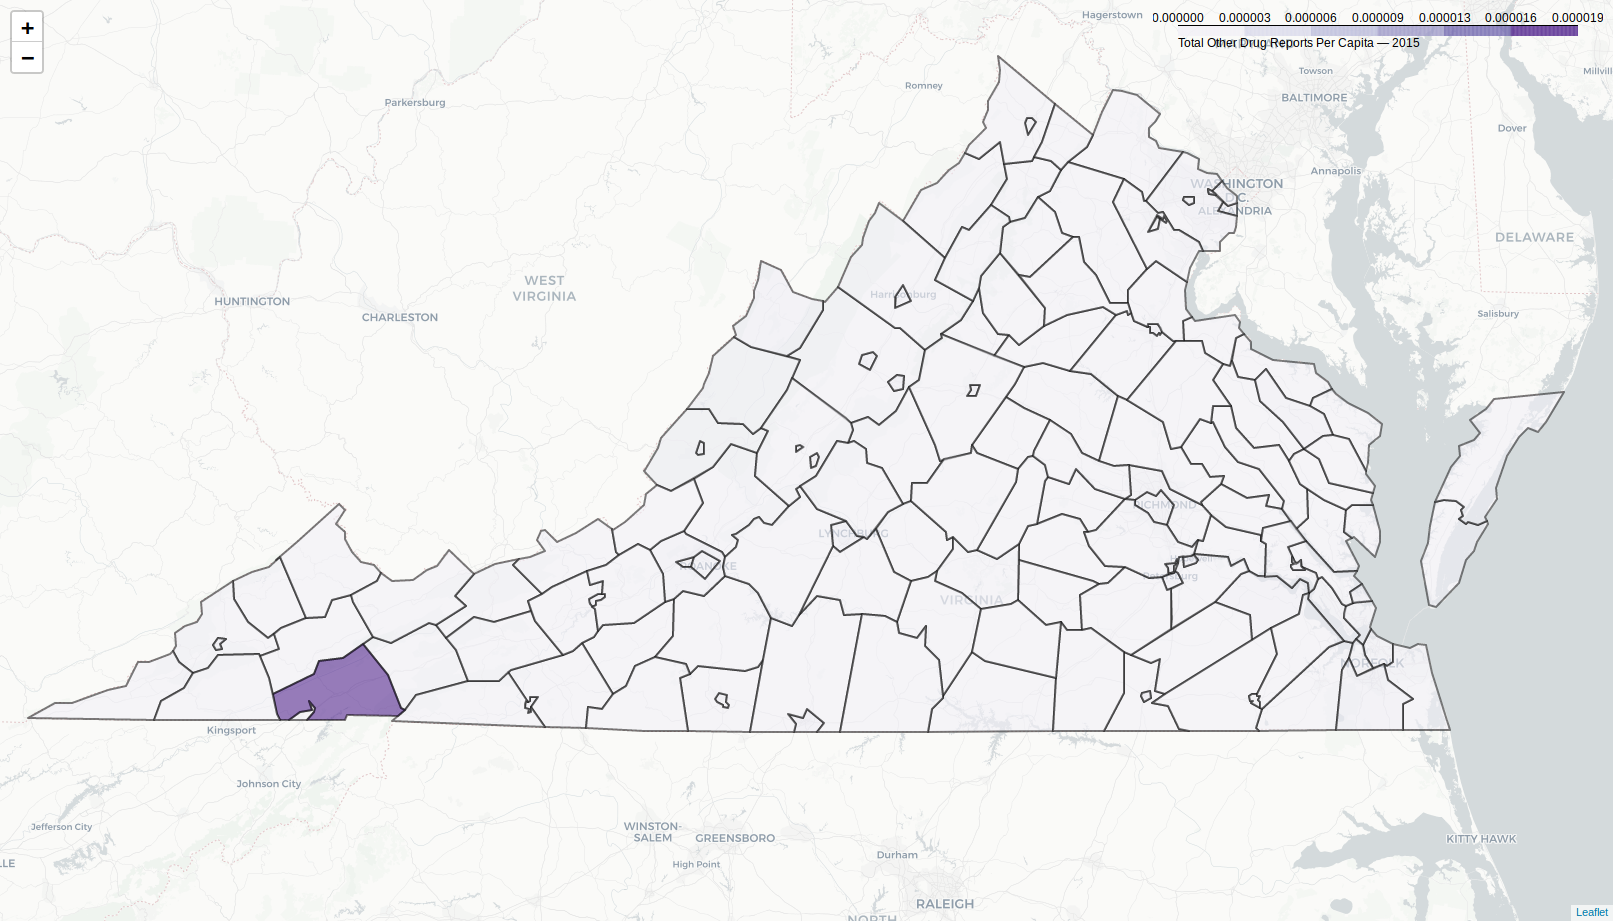 +
−
0.000000 0.000003 0.000006 0.000009 0.000013 0.000016 0.000019
Total Other Drug Reports Per Capita — 2015
Hagerstown
Romney
Towson
Millvill
Parkersburg
BALTIMORE
Dover
Annapolis
WASHINGTON
D.C.
ALEXANDRIA
DELAWARE
WEST
VIRGINIA
HUNTINGTON
CHARLESTON
Harrisonburg
Salisbury
RICHMOND
LYNCHBURG
ROANOKE
Hopewell
Petersburg
VIRGINIA
NORFOLK
Kingsport
Johnson City
Jefferson City
WINSTON-
SALEM
GREENSBORO
High Point
Durham
KITTY HAWK
LLE
RALEIGH
NORTH
Leaflet